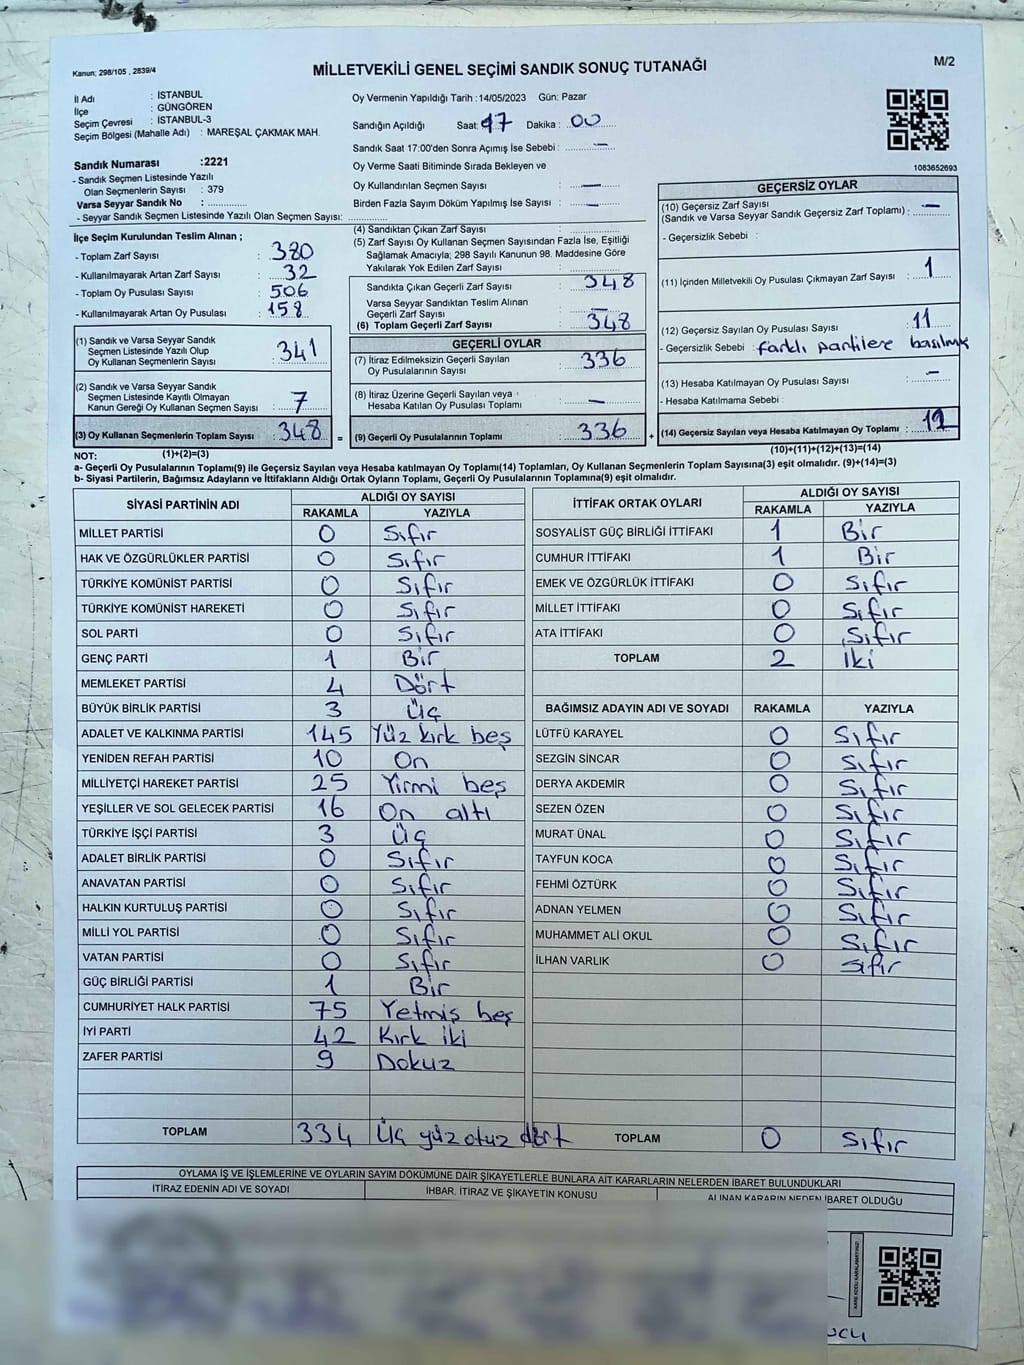 Kanun; 298/105 , 2839/4
MİLLETVEKİLİ GENEL SEÇİMİ SANDIK SONUÇ TUTANAĞI
M/2
İl Adı : İSTANBUL
İlçe : GÜNGÖREN
Seçim Çevresi : İSTANBUL-3
Seçim Bölgesi (Mahalle Adı) : MAREŞAL ÇAKMAK MAH.
Sandık Numarası :2221
- Sandık Seçmen Listesinde Yazılı
Olan Seçmenlerin Sayısı : 379
Varsa Seyyar Sandık No :
- Seyyar Sandık Seçmen Listesinde Yazılı Olan Seçmen Sayısı:
Oy Vermenin Yapıldığı Tarih :14/05/2023 Gün: Pazar
Sandığın Açıldığı Saat: 17 Dakika : 00
Sandık Saat 17:00'den Sonra Açımış İse Sebebi : —
Oy Verme Saati Bitiminde Sırada Bekleyen ve
Oy Kullandırılan Seçmen Sayısı : —
Birden Fazla Sayım Döküm Yapılmış İse Sayısı : —
1083652693
İlçe Seçim Kurulundan Teslim Alınan ;
- Toplam Zarf Sayısı : 380
- Kullanılmayarak Artan Zarf Sayısı : 32
- Toplam Oy Pusulası Sayısı : 506
- Kullanılmayarak Artan Oy Pusulası : 158
(1) Sandık ve Varsa Seyyar Sandık
Seçmen Listesinde Yazılı Olup
Oy Kullanan Seçmenlerin Sayısı : 341
(2) Sandık ve Varsa Seyyar Sandık
Seçmen Listesinde Kayıtlı Olmayan
Kanun Gereği Oy Kullanan Seçmen Sayısı : 7
(3) Oy Kullanan Seçmenlerin Toplam Sayısı : 348 =
(1)+(2)=(3)
(4) Sandıktan Çıkan Zarf Sayısı :
(5) Zarf Sayısı Oy Kullanan Seçmen Sayısından Fazla İse, Eşitliği
Sağlamak Amacıyla; 298 Sayılı Kanunun 98. Maddesine Göre
Yakılarak Yok Edilen Zarf Sayısı :
Sandıkta Çıkan Geçerli Zarf Sayısı : 348
Varsa Seyyar Sandıktan Teslim Alınan
Geçerli Zarf Sayısı : —
(6) Toplam Geçerli Zarf Sayısı : 348
GEÇERLİ OYLAR
(7) İtiraz Edilmeksizin Geçerli Sayılan
Oy Pusulalarının Sayısı : 336
(8) İtiraz Üzerine Geçerli Sayılan veya
Hesaba Katılan Oy Pusulası Toplamı : —
(9) Geçerli Oy Pusulalarının Toplamı : 336 +
GEÇERSİZ OYLAR
(10) Geçersiz Zarf Sayısı
(Sandık ve Varsa Seyyar Sandık Geçersiz Zarf Toplamı) : —
- Geçersizlik Sebebi :
(11) İçinden Milletvekili Oy Pusulası Çıkmayan Zarf Sayısı : 1
(12) Geçersiz Sayılan Oy Pusulası Sayısı : 11
- Geçersizlik Sebebi : farklı partilere basılmış
(13) Hesaba Katılmayan Oy Pusulası Sayısı : —
- Hesaba Katılmama Sebebi :
(14) Geçersiz Sayılan veya Hesaba Katılmayan Oy Toplamı : 12
(10)+(11)+(12)+(13)=(14)
NOT:
a- Geçerli Oy Pusulalarının Toplamı(9) ile Geçersiz Sayılan veya Hesaba katılmayan Oy Toplamı(14) Toplamları, Oy Kullanan Seçmenlerin Toplam Sayısına(3) eşit olmalıdır. (9)+(14)=(3)
b- Siyasi Partilerin, Bağımsız Adayların ve İttifakların Aldığı Ortak Oyların Toplamı, Geçerli Oy Pusulalarının Toplamına(9) eşit olmalıdır.
SİYASİ PARTİNİN ADI ALDIĞI OY SAYISI
RAKAMLA YAZIYLA
MİLLET PARTİSİ 0 Sıfır
HAK VE ÖZGÜRLÜKLER PARTİSİ 0 Sıfır
TÜRKİYE KOMÜNİST PARTİSİ 0 Sıfır
TÜRKİYE KOMÜNİST HAREKETİ 0 Sıfır
SOL PARTİ 0 Sıfır
GENÇ PARTİ 1 Bir
MEMLEKET PARTİSİ 4 Dört
BÜYÜK BİRLİK PARTİSİ 3 Üç
ADALET VE KALKINMA PARTİSİ 145 Yüz kırk beş
YENİDEN REFAH PARTİSİ 10 On
MİLLİYETÇİ HAREKET PARTİSİ 25 Yirmi beş
YEŞİLLER VE SOL GELECEK PARTİSİ 16 On altı
TÜRKİYE İŞÇİ PARTİSİ 3 Üç
ADALET BİRLİK PARTİSİ 0 Sıfır
ANAVATAN PARTİSİ 0 Sıfır
HALKIN KURTULUŞ PARTİSİ 0 Sıfır
MİLLİ YOL PARTİSİ 0 Sıfır
VATAN PARTİSİ 0 Sıfır
GÜÇ BİRLİĞİ PARTİSİ 1 Bir
CUMHURİYET HALK PARTİSİ 75 Yetmiş beş
İYİ PARTİ 42 Kırk iki
ZAFER PARTİSİ 9 Dokuz
TOPLAM 334 Üç yüz otuz dört
İTTİFAK ORTAK OYLARI ALDIĞI OY SAYISI
RAKAMLA YAZIYLA
SOSYALİST GÜÇ BİRLİĞİ İTTİFAKI 1 Bir
CUMHUR İTTİFAKI 1 Bir
EMEK VE ÖZGÜRLÜK İTTİFAKI 0 Sıfır
MİLLET İTTİFAKI 0 Sıfır
ATA İTTİFAKI 0 Sıfır
TOPLAM 2 İki
BAĞIMSIZ ADAYIN ADI VE SOYADI RAKAMLA YAZIYLA
LÜTFÜ KARAYEL 0 Sıfır
SEZGİN SİNCAR 0 Sıfır
DERYA AKDEMİR 0 Sıfır
SEZEN ÖZEN 0 Sıfır
MURAT ÜNAL 0 Sıfır
TAYFUN KOCA 0 Sıfır
FEHMİ ÖZTÜRK 0 Sıfır
ADNAN YELMEN 0 Sıfır
MUHAMMET ALİ OKUL 0 Sıfır
İLHAN VARLIK 0 Sıfır
TOPLAM 0 Sıfır
OYLAMA İŞ VE İŞLEMLERİNE VE OYLARIN SAYIM DÖKÜMÜNE DAİR ŞİKAYETLERLE BUNLARA AİT KARARLARIN NELERDEN İBARET BULUNDUKLARI
İTİRAZ EDENİN ADI VE SOYADI İHBAR, İTİRAZ VE ŞİKAYETİN KONUSU ALINAN KARARIN NEDEN İBARET OLDUĞU